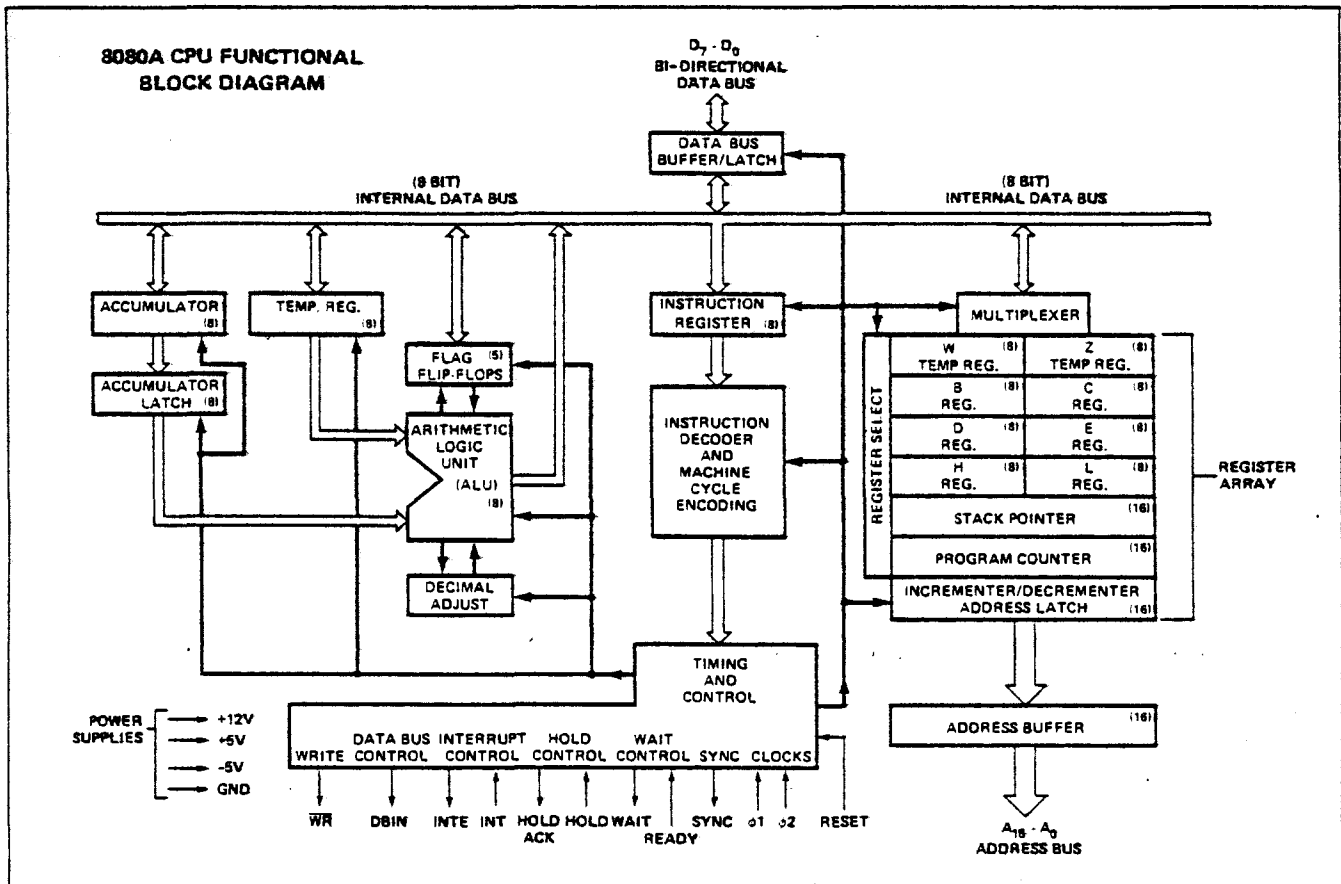 8080A CPU FUNCTIONAL
BLOCK DIAGRAM
D7 - D0
BI-DIRECTIONAL
DATA BUS
DATA BUS
BUFFER/LATCH
(8 BIT)
INTERNAL DATA BUS
(8 BIT)
INTERNAL DATA BUS
ACCUMULATOR
(8)
TEMP. REG.
(8)
INSTRUCTION
REGISTER (8)
MULTIPLEXER
ACCUMULATOR
LATCH (8)
FLAG (5)
FLIP-FLOPS
ARITHMETIC
LOGIC
UNIT
(ALU)
(8)
DECIMAL
ADJUST
INSTRUCTION
DECODER
AND
MACHINE
CYCLE
ENCODING
REGISTER SELECT
W (8)
TEMP REG.
Z (8)
TEMP REG.
B (8)
REG.
C (8)
REG.
D (8)
REG.
E (8)
REG.
H (8)
REG.
L (8)
REG.
STACK POINTER (16)
PROGRAM COUNTER (16)
INCREMENTER/DECREMENTER
ADDRESS LATCH (16)
REGISTER
ARRAY
TIMING
AND
CONTROL
ADDRESS BUFFER (16)
A15 - A0
ADDRESS BUS
POWER
SUPPLIES
+12V
+5V
-5V
GND
WRITE
DATA BUS
CONTROL
INTERRUPT
CONTROL
HOLD
CONTROL
WAIT
CONTROL
SYNC
CLOCKS
WR
DBIN
INTE
INT
HOLD
ACK
HOLD
WAIT
READY
SYNC
ϕ1
ϕ2
RESET